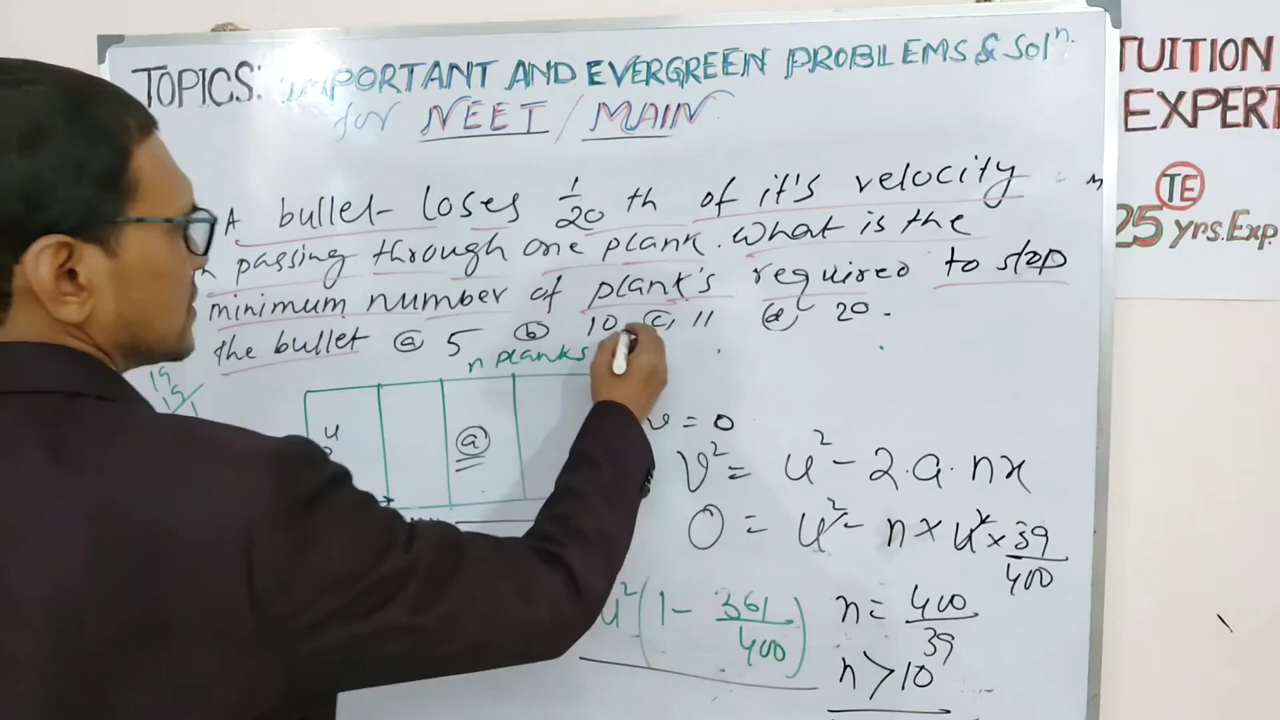 TOPICS: IMPORTANT AND EVERGREEN PROBLEMS & Solⁿ.
for NEET / MAIN
A bullet loses 1/20 th of it's velocity
passing through one plank. What is the
minimum number of plank's required to stop
the bullet (a) 5 (b) 10 (c) 11 (d) 20.
n planks
u
(a)
v = 0
v² = u² - 2.a.nx
0 = u² - n × u² × 39/400
u² (1 - 361/400)
n = 400/39
n > 10
19
19
TUITION
EXPERT
TE
25 yrs. Exp